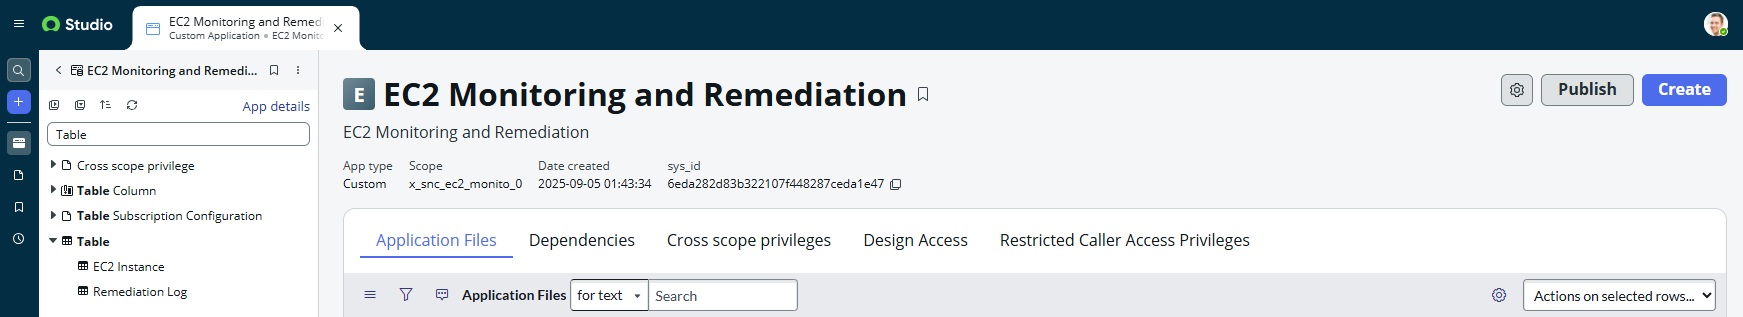 Studio
EC2 Monitoring and Remed
Custom Application • EC2 Monito
EC2 Monitoring and Remedi...
App details
Table
Cross scope privilege
Table Column
Table Subscription Configuration
Table
EC2 Instance
Remediation Log
E EC2 Monitoring and Remediation
Publish
Create
EC2 Monitoring and Remediation
App type Scope Date created sys_id
Custom x_snc_ec2_monito_0 2025-09-05 01:43:34 6eda282d83b322107f448287ceda1e47
Application Files Dependencies Cross scope privileges Design Access Restricted Caller Access Privileges
Application Files for text Search Actions on selected rows...